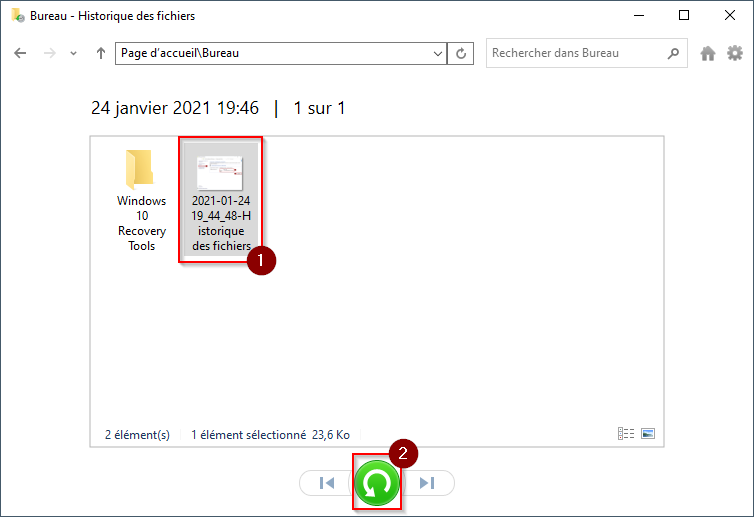 Bureau - Historique des fichiers
Page d'accueil\Bureau
Rechercher dans Bureau
24 janvier 2021 19:46 | 1 sur 1
Windows
10
Recovery
Tools
2021-01-24
19_44_48-H
istorique
des fichiers
1
2 élément(s) 1 élément sélectionné 23,6 Ko
2